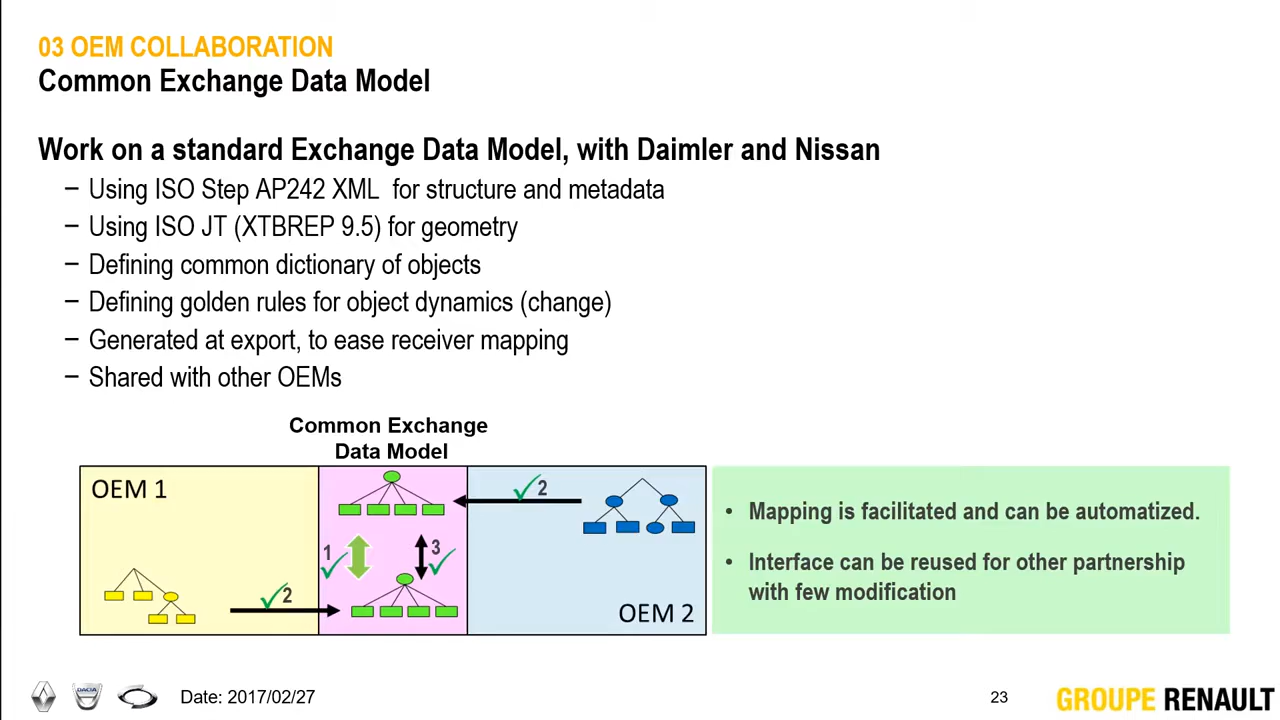 03 OEM COLLABORATION
Common Exchange Data Model
Work on a standard Exchange Data Model, with Daimler and Nissan
– Using ISO Step AP242 XML for structure and metadata
– Using ISO JT (XTBREP 9.5) for geometry
– Defining common dictionary of objects
– Defining golden rules for object dynamics (change)
– Generated at export, to ease receiver mapping
– Shared with other OEMs
Common Exchange
Data Model
OEM 1
2
1
3
2
OEM 2
• Mapping is facilitated and can be automatized.
• Interface can be reused for other partnership
with few modification
DACIA
Date: 2017/02/27
23
GROUPE RENAULT